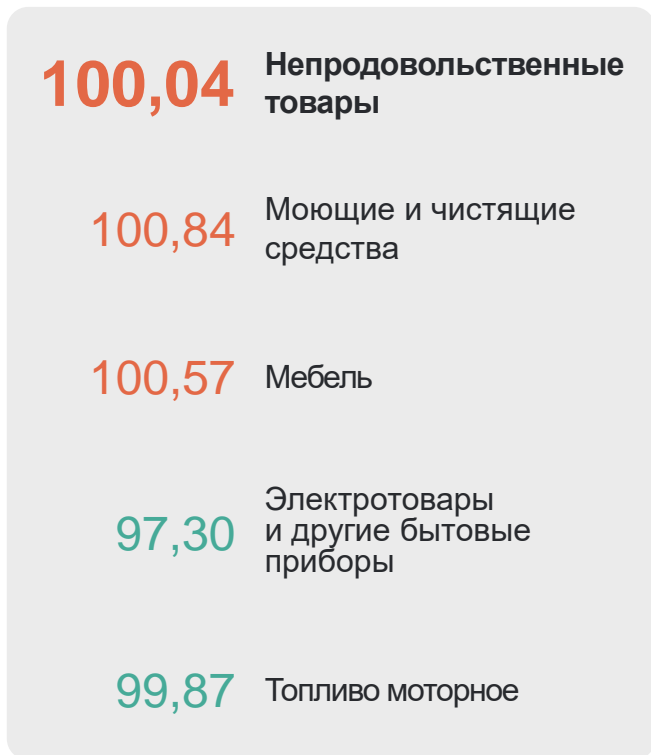 100,04
Непродовольственные
товары
100,84
Моющие и чистящие
средства
100,57
Мебель
97,30
Электротовары
и другие бытовые
приборы
99,87
Топливо моторное